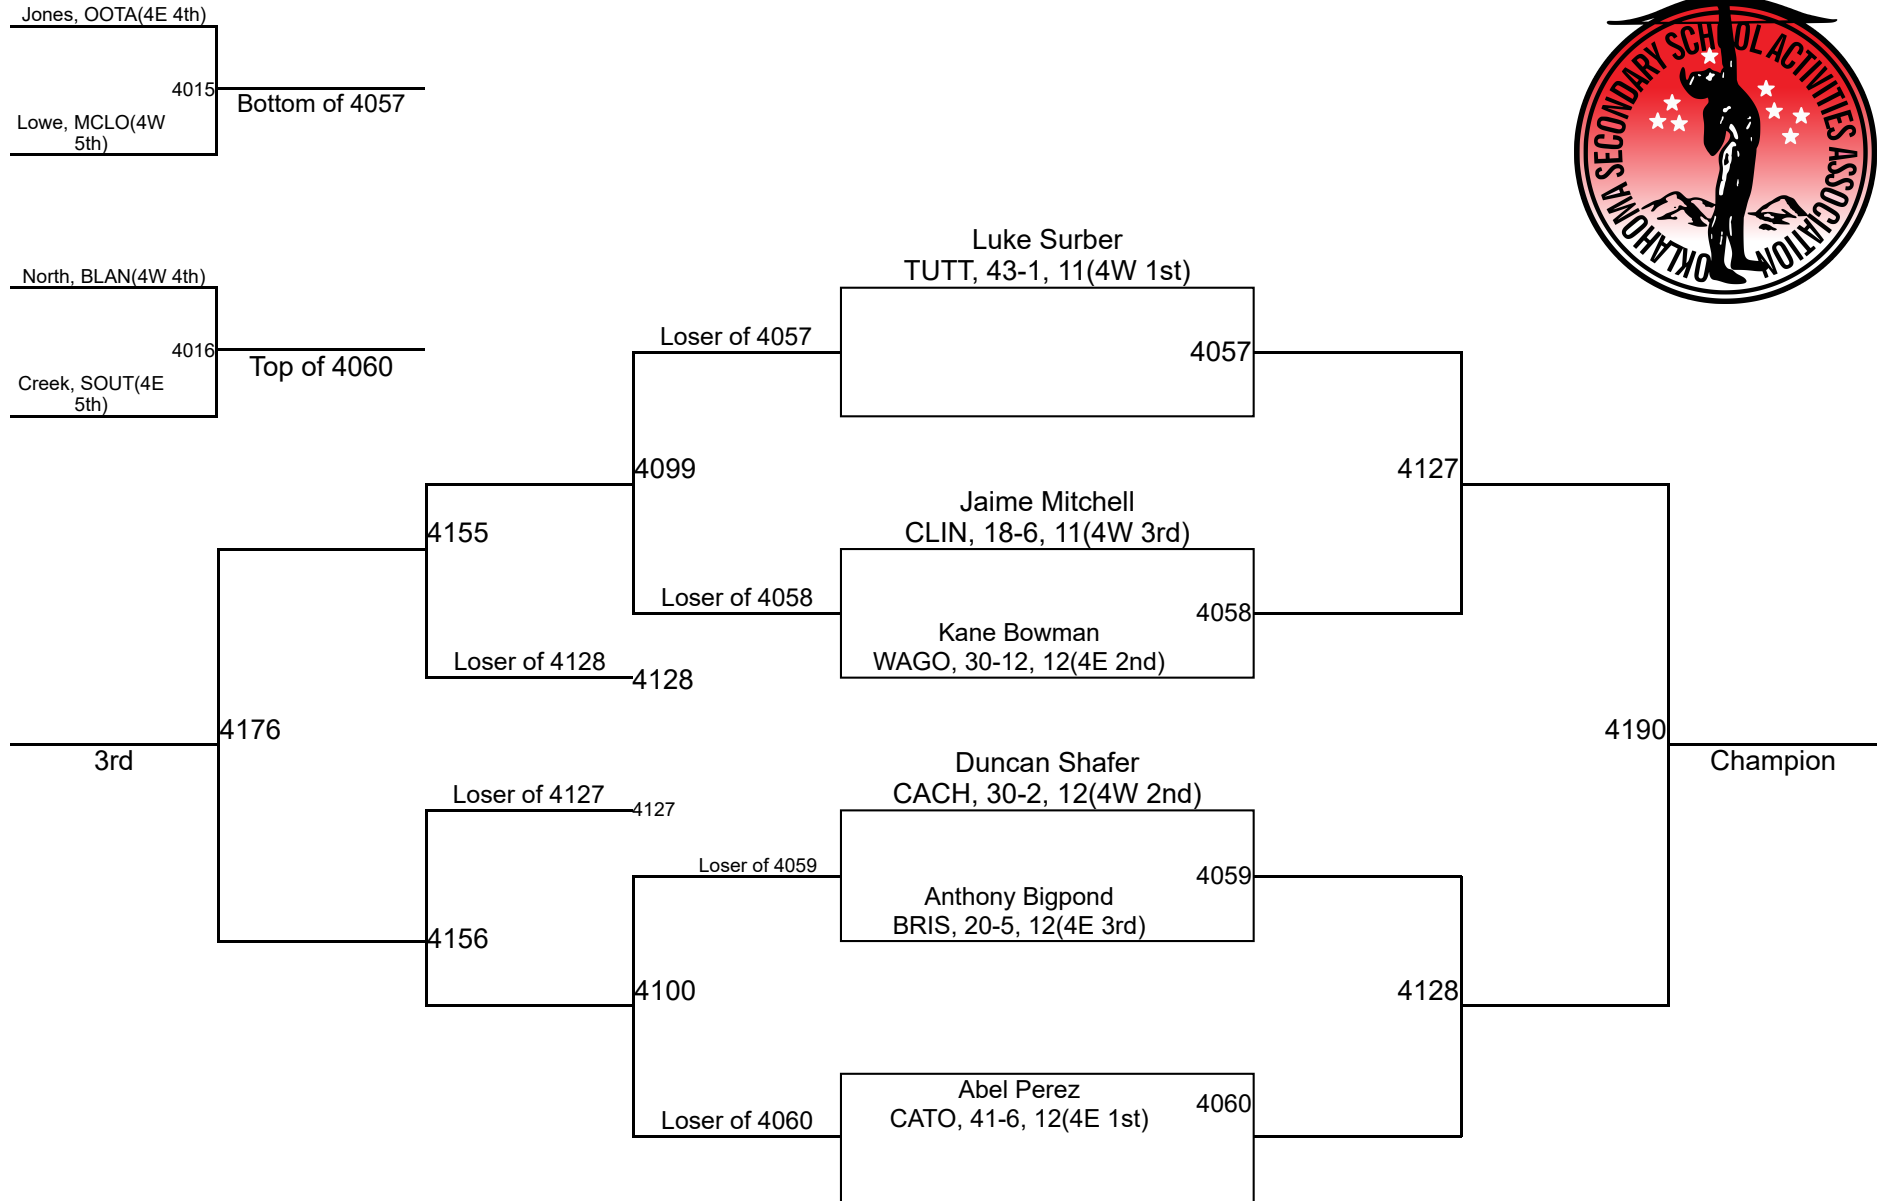 Jones, OOTA(4E 4th)
4015
Bottom of 4057
Lowe, MCLO(4W
5th)
North, BLAN(4W 4th)
4016
Top of 4060
Creek, SOUT(4E
5th)
OKLAHOMA SECONDARY SCHOOL ACTIVITIES ASSOCIATION
Luke Surber
TUTT, 43-1, 11(4W 1st)
Loser of 4057
4057
4099
4127
Jaime Mitchell
CLIN, 18-6, 11(4W 3rd)
4155
Loser of 4058
4058
Kane Bowman
WAGO, 30-12, 12(4E 2nd)
Loser of 4128
4128
4176
3rd
4190
Champion
Duncan Shafer
CACH, 30-2, 12(4W 2nd)
Loser of 4127
4127
Loser of 4059
4059
Anthony Bigpond
BRIS, 20-5, 12(4E 3rd)
4156
4100
4128
Abel Perez
CATO, 41-6, 12(4E 1st)
4060
Loser of 4060